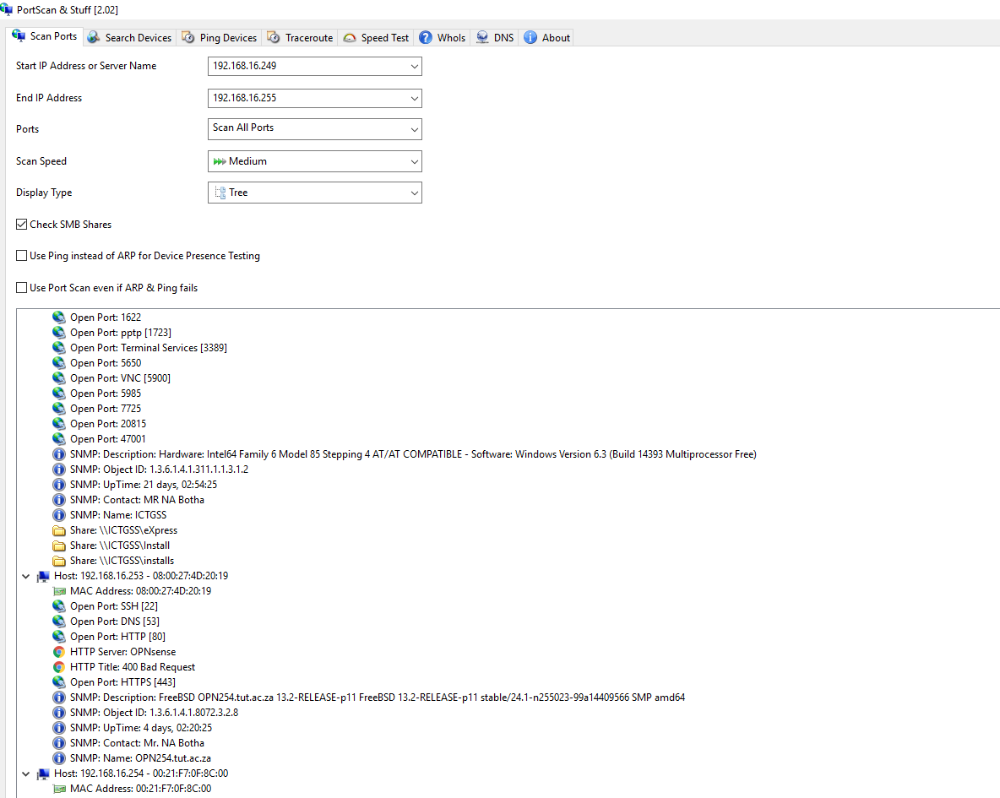 PortScan & Stuff [2.02]
Scan Ports Search Devices Ping Devices Traceroute Speed Test WhoIs DNS About
Start IP Address or Server Name 192.168.16.249
End IP Address 192.168.16.255
Ports Scan All Ports
Scan Speed Medium
Display Type Tree
Check SMB Shares
Use Ping instead of ARP for Device Presence Testing
Use Port Scan even if ARP & Ping fails
Open Port: 1622
Open Port: pptp [1723]
Open Port: Terminal Services [3389]
Open Port: 5650
Open Port: VNC [5900]
Open Port: 5985
Open Port: 7725
Open Port: 20815
Open Port: 47001
SNMP: Description: Hardware: Intel64 Family 6 Model 85 Stepping 4 AT/AT COMPATIBLE - Software: Windows Version 6.3 (Build 14393 Multiprocessor Free)
SNMP: Object ID: 1.3.6.1.4.1.311.1.1.3.1.2
SNMP: UpTime: 21 days, 02:54:25
SNMP: Contact: MR NA Botha
SNMP: Name: ICTGSS
Share: \\ICTGSS\eXpress
Share: \\ICTGSS\Install
Share: \\ICTGSS\installs
Host: 192.168.16.253 - 08:00:27:4D:20:19
MAC Address: 08:00:27:4D:20:19
Open Port: SSH [22]
Open Port: DNS [53]
Open Port: HTTP [80]
HTTP Server: OPNsense
HTTP Title: 400 Bad Request
Open Port: HTTPS [443]
SNMP: Description: FreeBSD OPN254.tut.ac.za 13.2-RELEASE-p11 FreeBSD 13.2-RELEASE-p11 stable/24.1-n255023-99a14409566 SMP amd64
SNMP: Object ID: 1.3.6.1.4.1.8072.3.2.8
SNMP: UpTime: 4 days, 02:20:25
SNMP: Contact: Mr. NA Botha
SNMP: Name: OPN254.tut.ac.za
Host: 192.168.16.254 - 00:21:F7:0F:8C:00
MAC Address: 00:21:F7:0F:8C:00